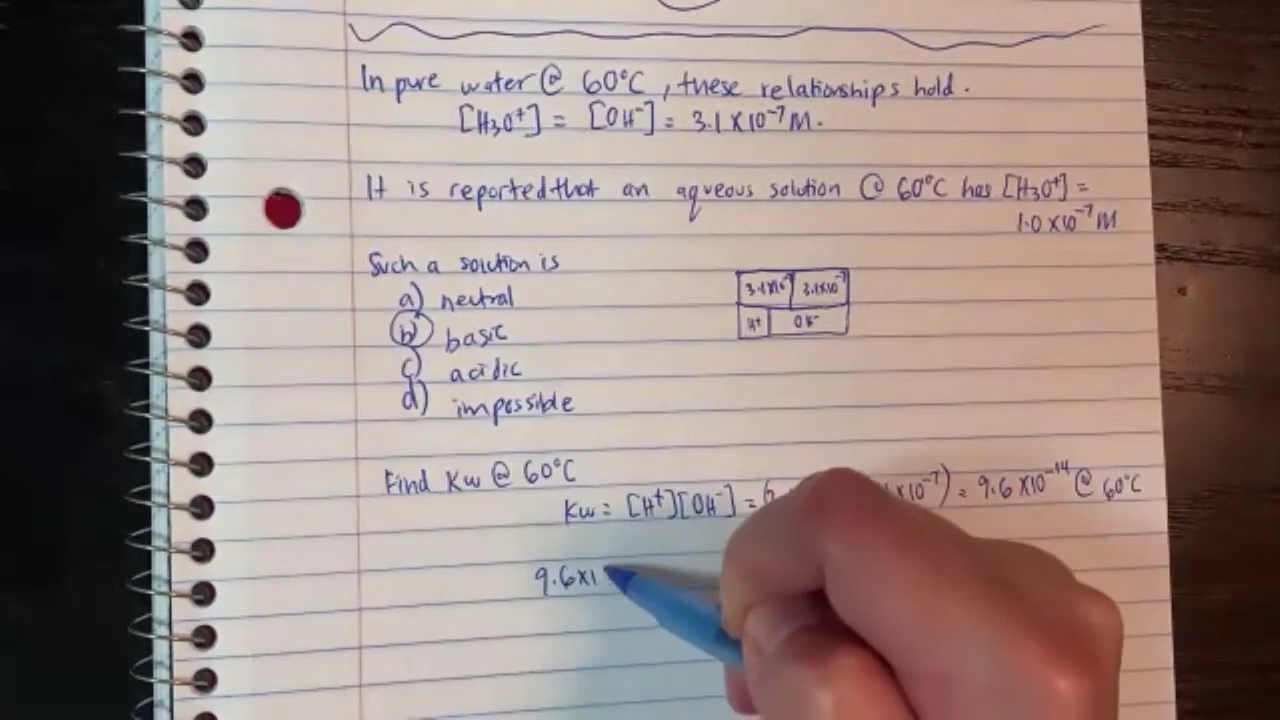 In pure water @ 60°C, these relationships hold.
[H3O+] = [OH-] = 3.1 X 10-7 M.
It is reported that an aqueous solution @ 60°C has [H3O+] =
1.0 x 10-7 M
Such a solution is
a) neutral
b) basic
c) acidic
d) impossible
3.1x10-7 3.1x10-7
H+ OH-
Find Kw @ 60°C
Kw = [H+][OH-] = ( x10-7) = 9.6 X 10-14 @ 60°C
9.6x1